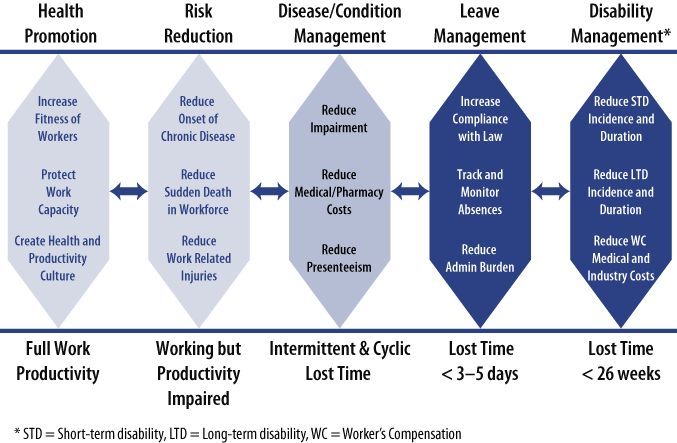 Health
Promotion
Risk
Reduction
Disease/Condition
Management
Leave
Management
Disability
Management*
Increase
Fitness of
Workers
Protect
Work
Capacity
Create Health and
Productivity
Culture
Reduce
Onset of
Chronic Disease
Reduce
Sudden Death
in Workforce
Reduce
Work Related
Injuries
Reduce
Impairment
Reduce
Medical/Pharmacy
Costs
Reduce
Presenteeism
Increase
Compliance
with Law
Track and
Monitor
Absences
Reduce
Admin Burden
Reduce STD
Incidence and
Duration
Reduce LTD
Incidence and
Duration
Reduce WC
Medical and
Industry Costs
Full Work
Productivity
Working but
Productivity
Impaired
Intermittent & Cyclic
Lost Time
Lost Time
< 3–5 days
Lost Time
< 26 weeks
* STD = Short-term disability, LTD = Long-term disability, WC = Worker's Compensation